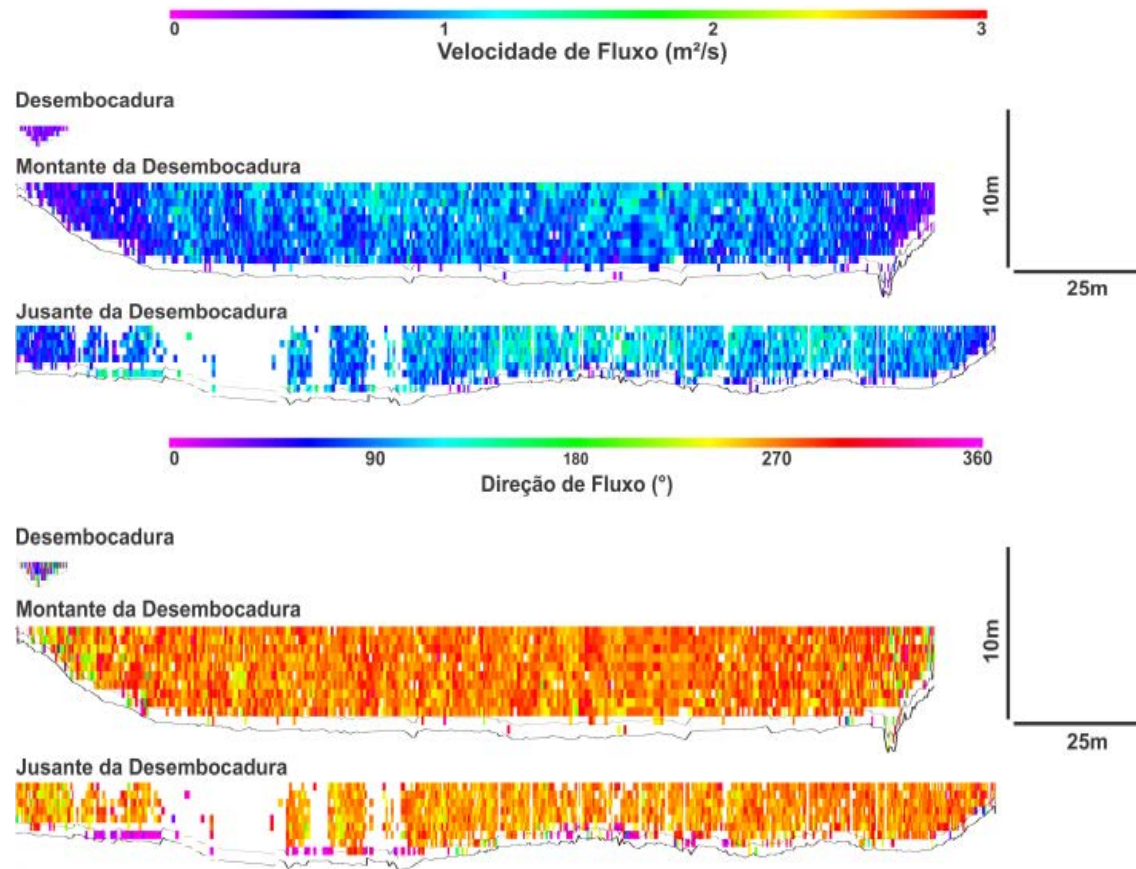 0 1 2 3
Velocidade de Fluxo (m²/s)
Desembocadura
Montante da Desembocadura
10m
25m
Jusante da Desembocadura
0 90 180 270 360
Direção de Fluxo (°)
Desembocadura
Montante da Desembocadura
10m
25m
Jusante da Desembocadura